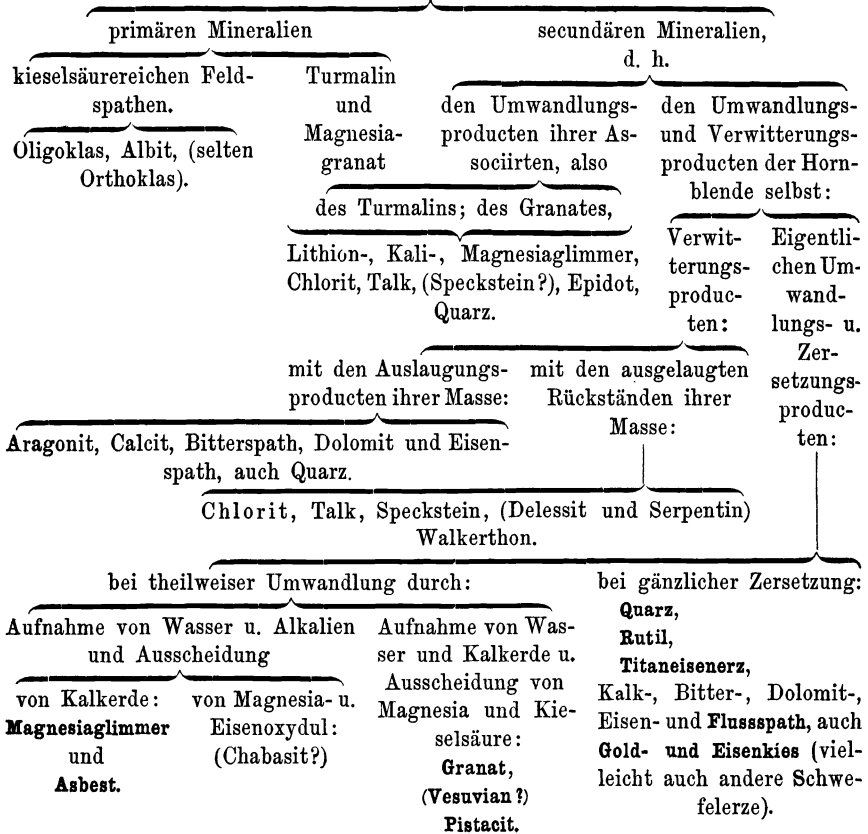 primären Mineralien
secundären Mineralien,
d. h.
kieselsäurereichen Feld-
spathen.
Turmalin
und
Magnesia-
granat
den Umwandlungs-
producten ihrer As-
sociirten, also
den Umwandlungs-
und Verwitterungs-
producten der Horn-
blende selbst:
Oligoklas, Albit, (selten
Orthoklas).
des Turmalins; des Granates,
Lithion-, Kali-, Magnesiaglimmer,
Chlorit, Talk, (Speckstein?), Epidot,
Quarz.
Verwit-
terungs-
produc-
ten:
Eigentli-
chen Um-
wand-
lungs- u.
Zer-
setzungs-
produc-
ten:
mit den Auslaugungs-
producten ihrer Masse:
mit den ausgelaugten
Rückständen ihrer
Masse:
Aragonit, Calcit, Bitterspath, Dolomit und Eisen-
spath, auch Quarz.
Chlorit, Talk, Speckstein, (Delessit und Serpentin)
Walkerthon.
bei theilweiser Umwandlung durch:
Aufnahme von Wasser u. Alkalien
und Ausscheidung
von Kalkerde:
Magnesiaglimmer
und
Asbest.
von Magnesia- u.
Eisenoxydul:
(Chabasit?)
Aufnahme von Was-
ser und Kalkerde u.
Ausscheidung von
Magnesia und Kie-
selsäure:
Granat,
(Vesuvian?)
Pistacit.
bei gänzlicher Zersetzung:
Quarz,
Rutil,
Titaneisenerz,
Kalk-, Bitter-, Dolomit-,
Eisen- und Flussspath, auch
Gold- und Eisenkies (viel-
leicht auch andere Schwe-
felerze).